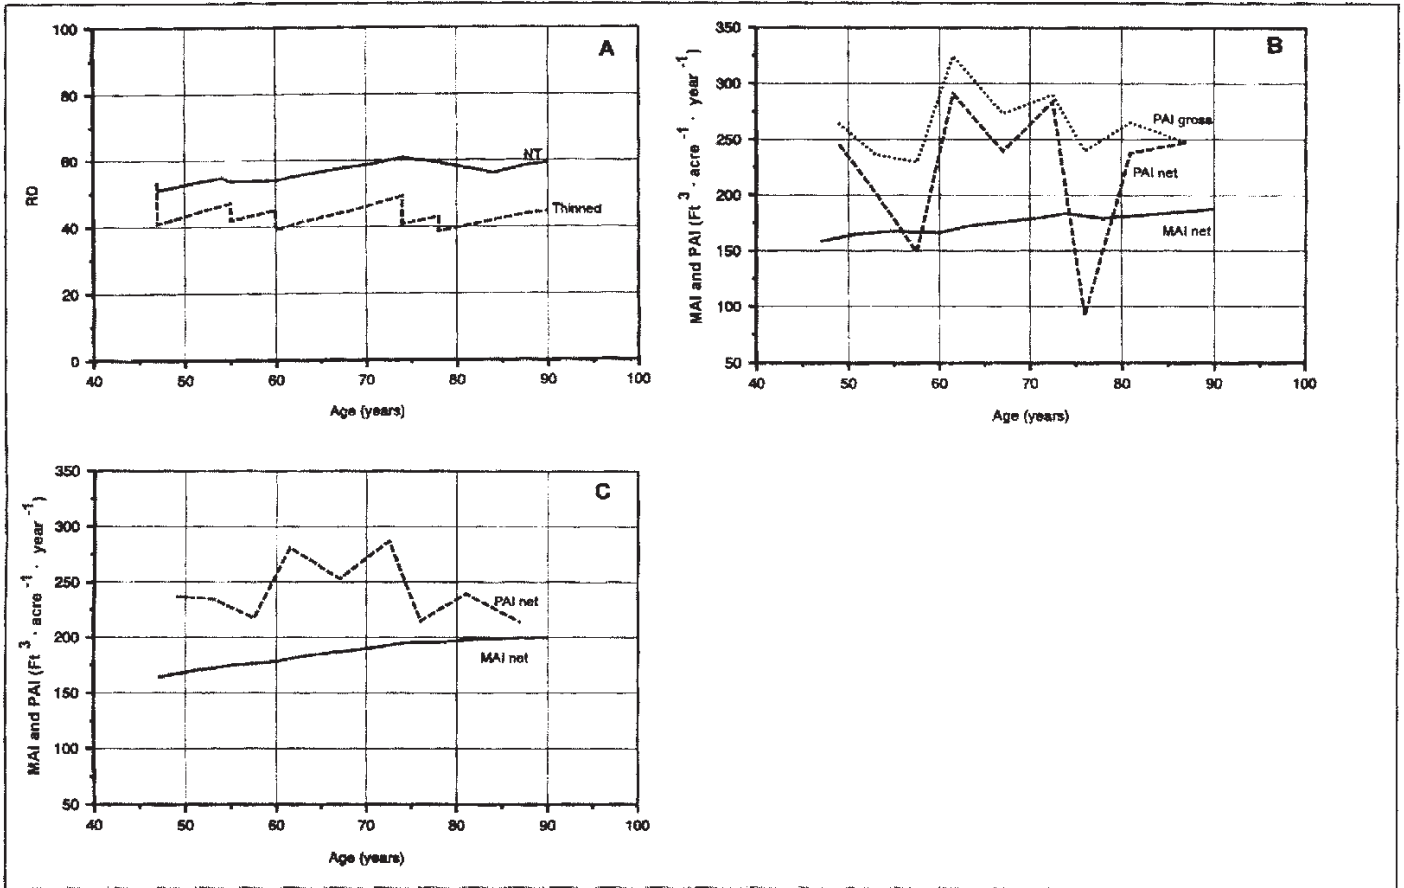 A
100
80
60
40
20
0
RD
NT
Thinned
40 50 60 70 80 90 100
Age (years)
B
350
300
250
200
150
100
50
MAI and PAI (Ft 3 · acre -1 · year -1)
PAI gross
PAI net
MAI net
40 50 60 70 80 90 100
Age (years)
C
350
300
250
200
150
100
50
MAI and PAI (Ft 3 · acre -1 · year -1)
PAI net
MAI net
40 50 60 70 80 90 100
Age (years)